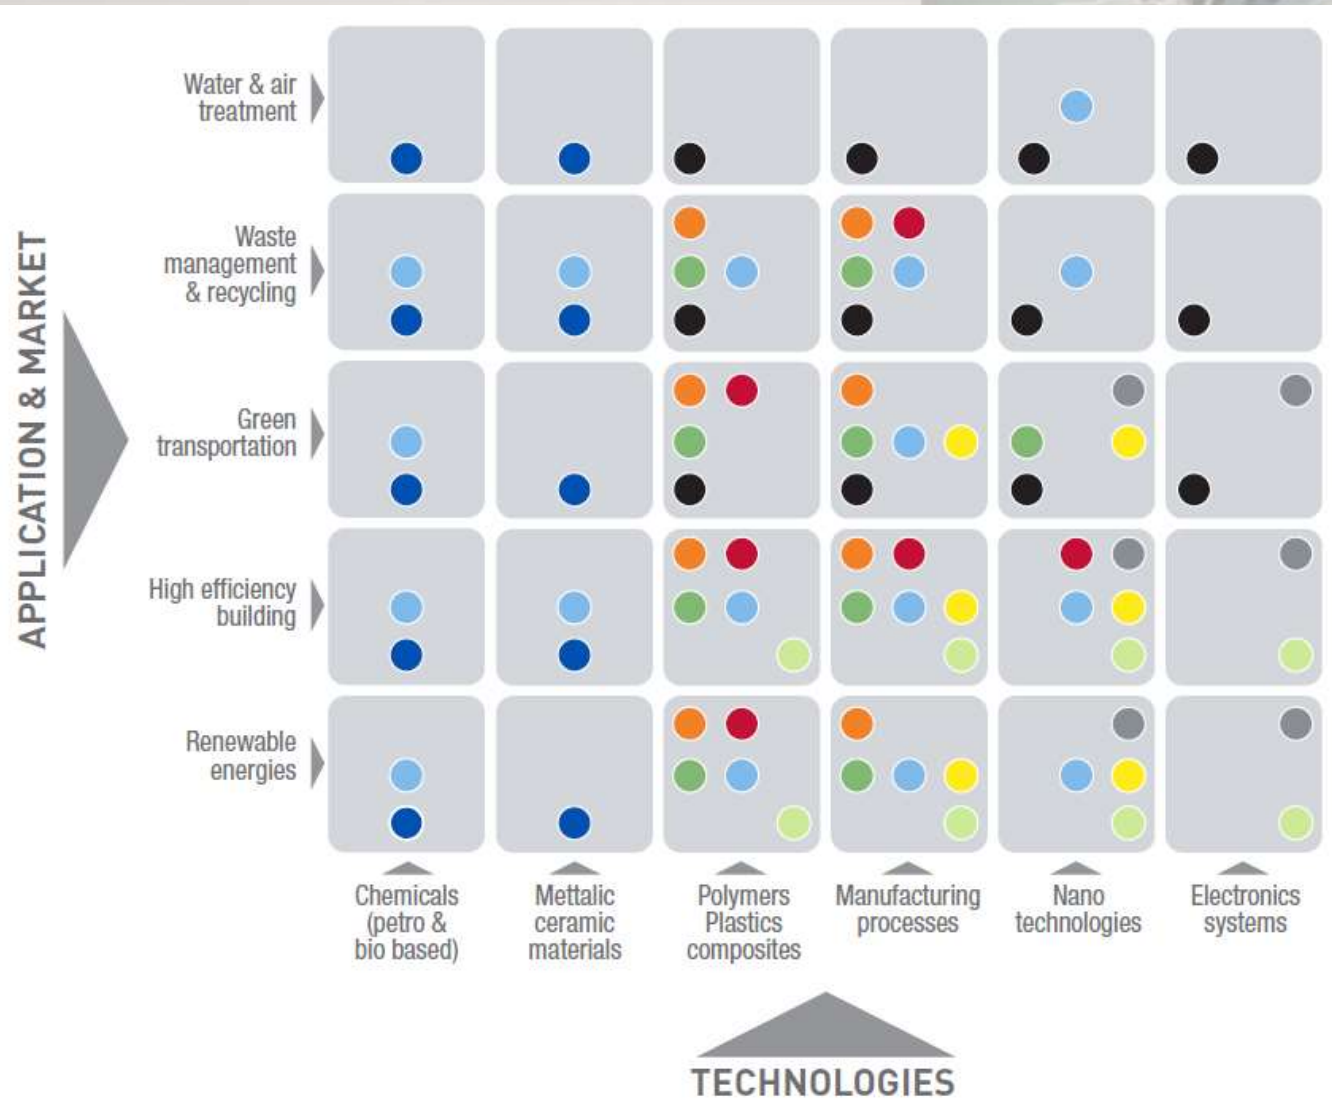 Water & air
treatment
Waste
management
& recycling
APPLICATION & MARKET
Green
transportation
High efficiency
building
Renewable
energies
Chemicals
(petro &
bio based)
Mettalic
ceramic
materials
Polymers
Plastics
composites
Manufacturing
processes
Nano
technologies
Electronics
systems
TECHNOLOGIES